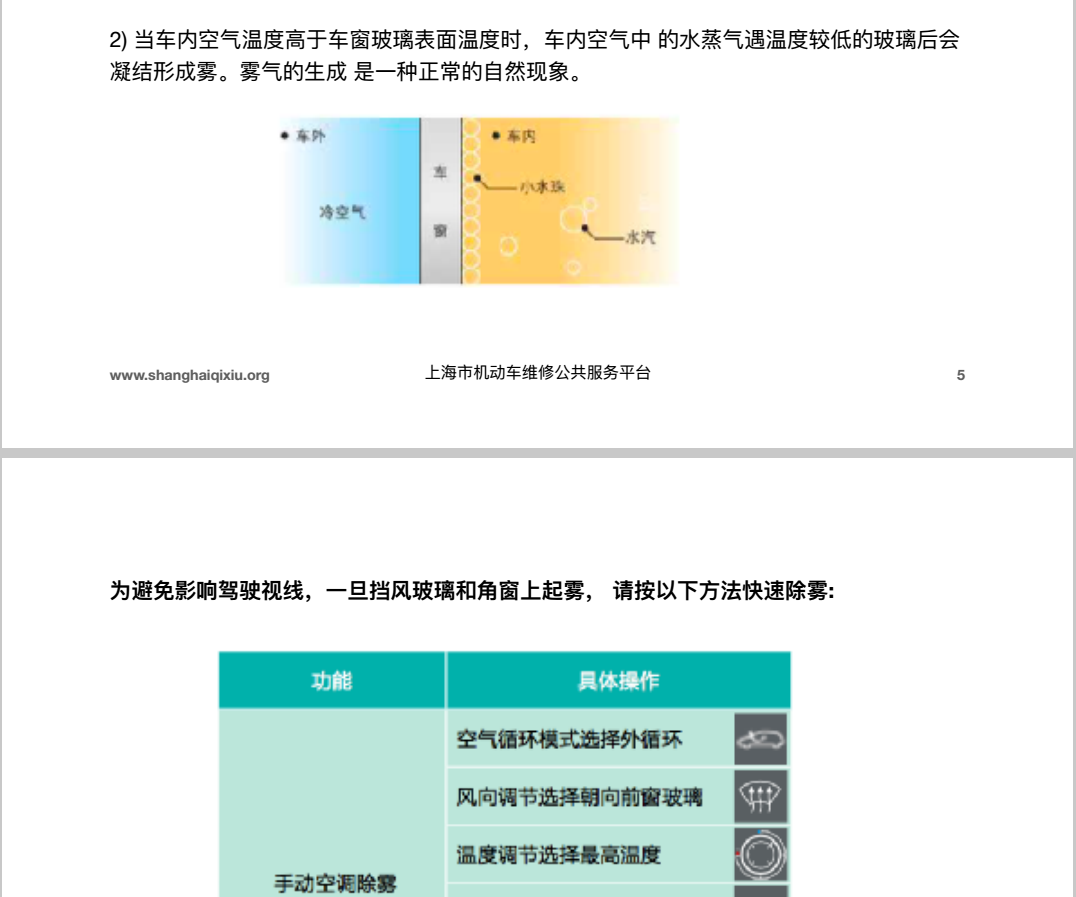 2) 当车内空气温度高于车窗玻璃表面温度时，车内空气中 的水蒸气遇温度较低的玻璃后会
凝结形成雾。雾气的生成 是一种正常的自然现象。
车外
冷空气
车
窗
车内
小水珠
水汽
www.shanghaiqixiu.org
上海市机动车维修公共服务平台
5
为避免影响驾驶视线，一旦挡风玻璃和角窗上起雾， 请按以下方法快速除雾:
功能
具体操作
手动空调除雾
空气循环模式选择外循环
风向调节选择朝向前窗玻璃
温度调节选择最高温度